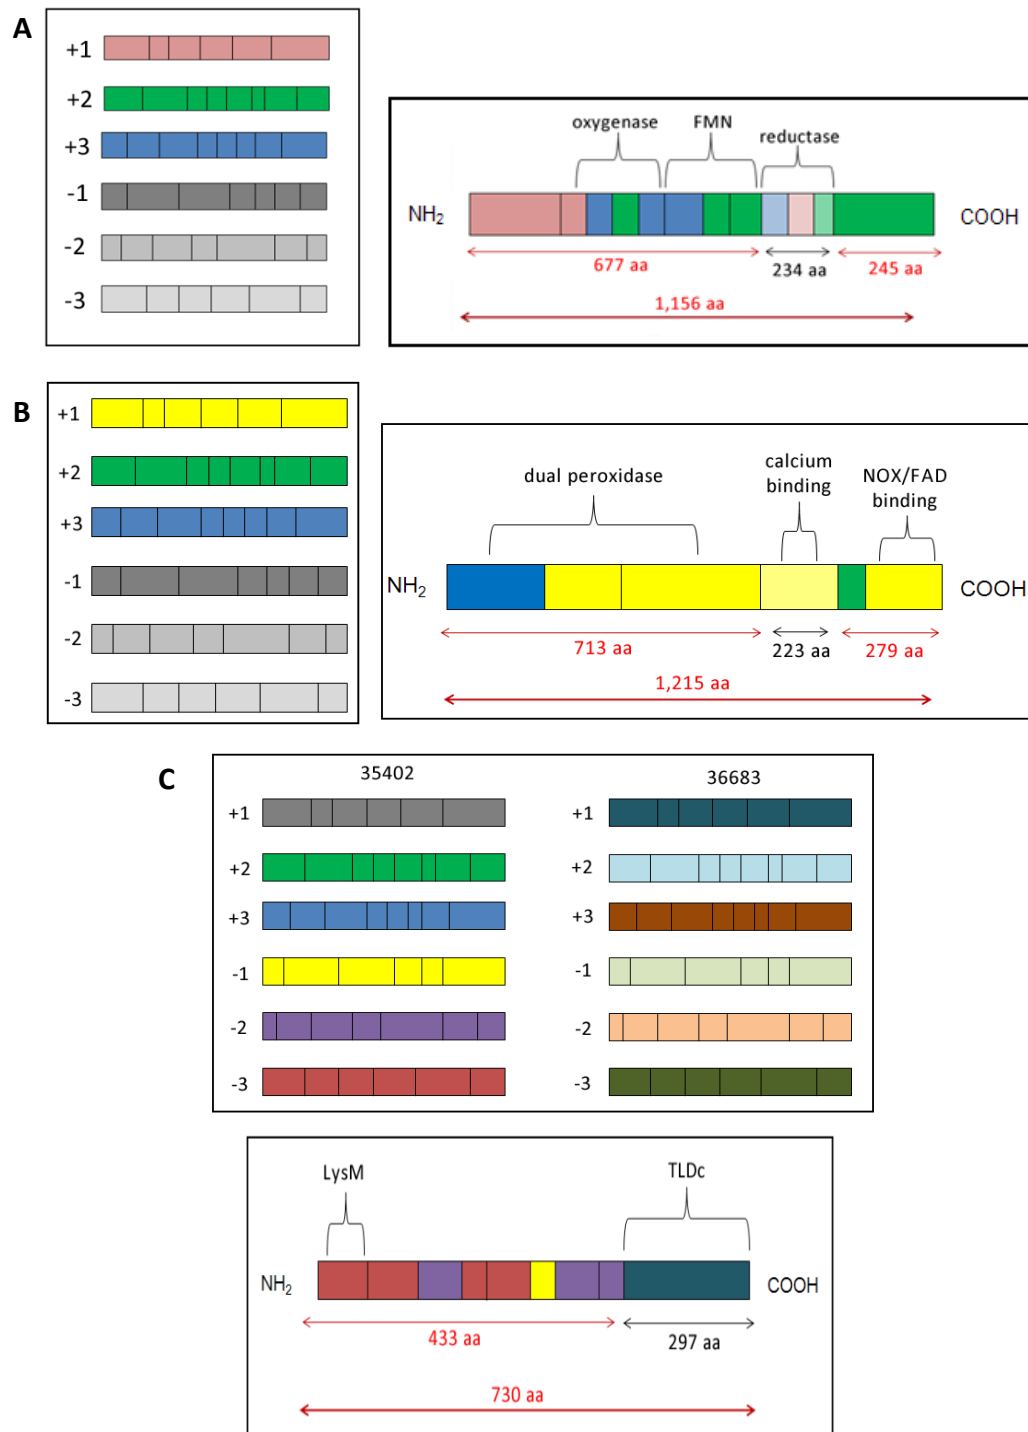 A
+1
+2
+3
-1
-2
-3
oxygenase
FMN
reductase
NH2
COOH
677 aa
234 aa
245 aa
1,156 aa
B
+1
+2
+3
-1
-2
-3
dual peroxidase
calcium
binding
NOX/FAD
binding
NH2
COOH
713 aa
223 aa
279 aa
1,215 aa
C
35402
36683
+1
+1
+2
+2
+3
+3
-1
-1
-2
-2
-3
-3
LysM
TLDc
NH2
COOH
433 aa
297 aa
730 aa